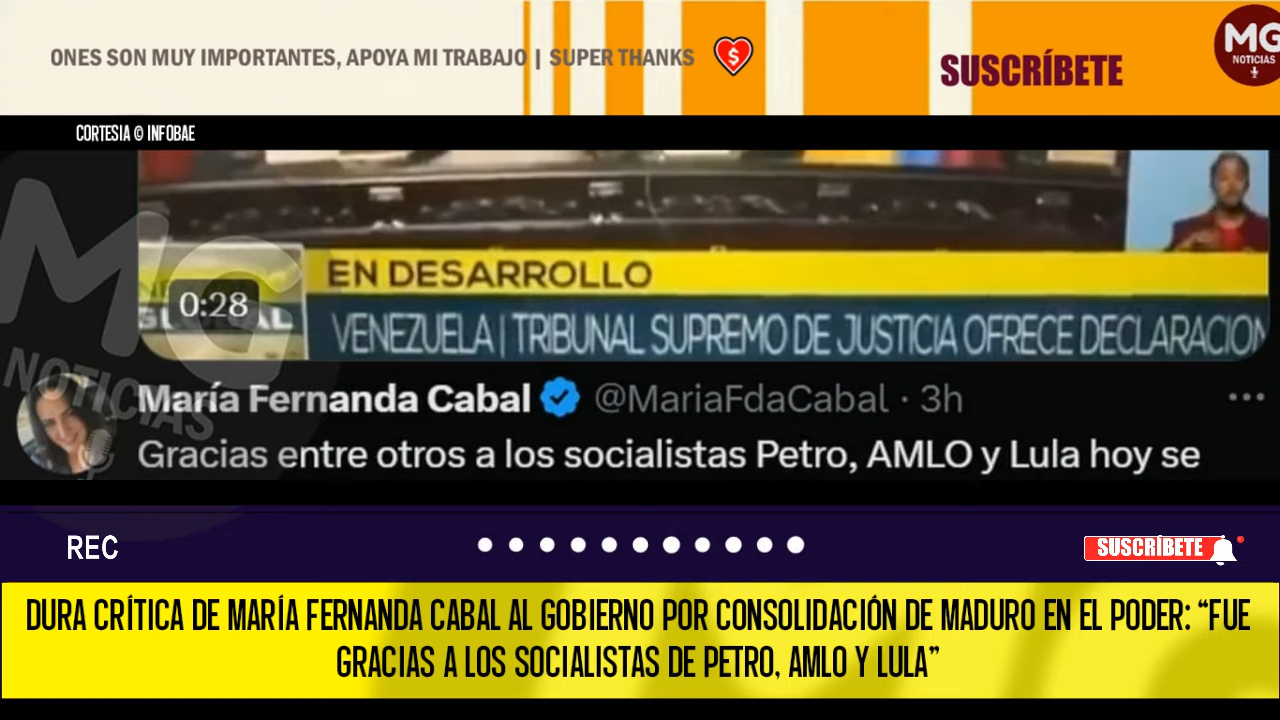 ONES SON MUY IMPORTANTES, APOYA MI TRABAJO | SUPER THANKS
SUSCRÍBETE
MG
NOTICIAS
CORTESIA © INFOBAE
MG
NOTICIAS
EN DESARROLLO
0:28
VENEZUELA | TRIBUNAL SUPREMO DE JUSTICIA OFRECE DECLARACION
María Fernanda Cabal @MariaFdaCabal · 3h
Gracias entre otros a los socialistas Petro, AMLO y Lula hoy se
REC
SUSCRÍBETE
DURA CRÍTICA DE MARÍA FERNANDA CABAL AL GOBIERNO POR CONSOLIDACIÓN DE MADURO EN EL PODER: “FUE
GRACIAS A LOS SOCIALISTAS DE PETRO, AMLO Y LULA”